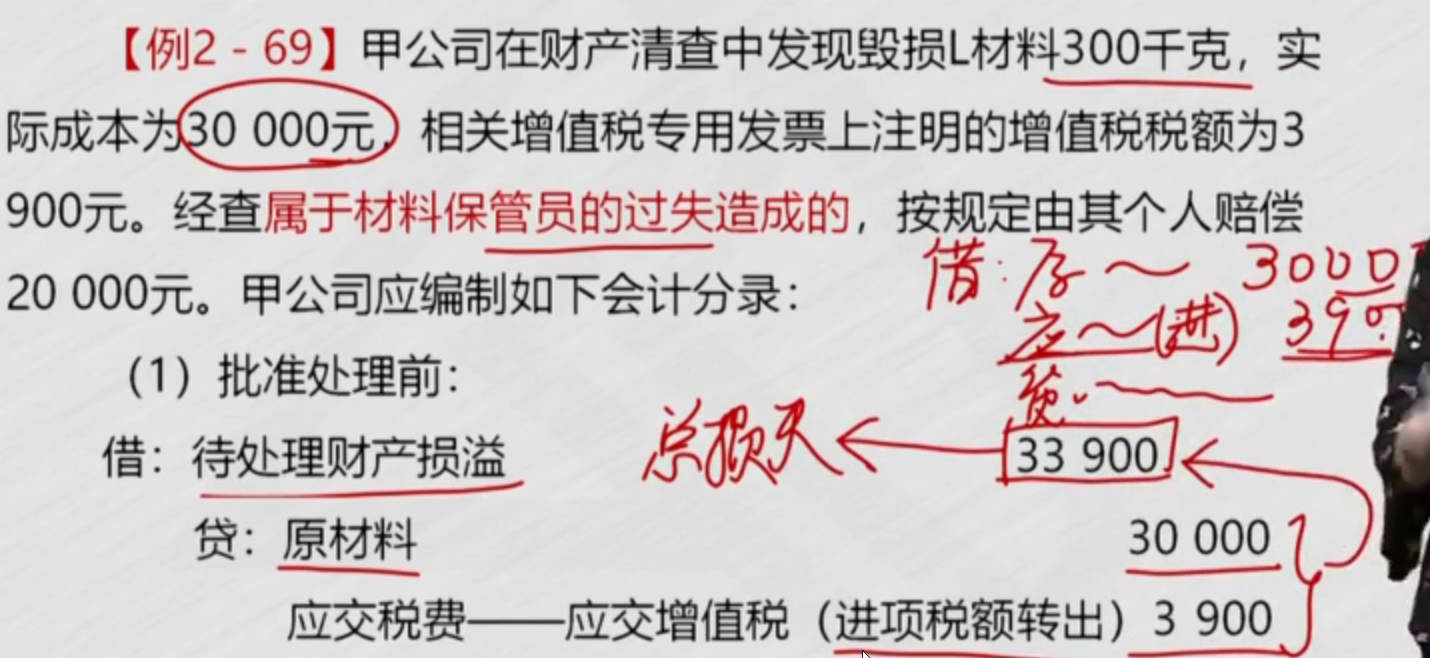 【例2-69】甲公司在财产清查中发现毁损L材料300千克，实
际成本为30 000元，相关增值税专用发票上注明的增值税税额为3
900元。经查属于材料保管员的过失造成的，按规定由其个人赔偿
20 000元。甲公司应编制如下会计分录：
借：存～ 3000
应～(进) 390
贷.
（1）批准处理前：
借：待处理财产损溢 33 900
总损失
贷：原材料 30 000
应交税费——应交增值税（进项税额转出）3 900